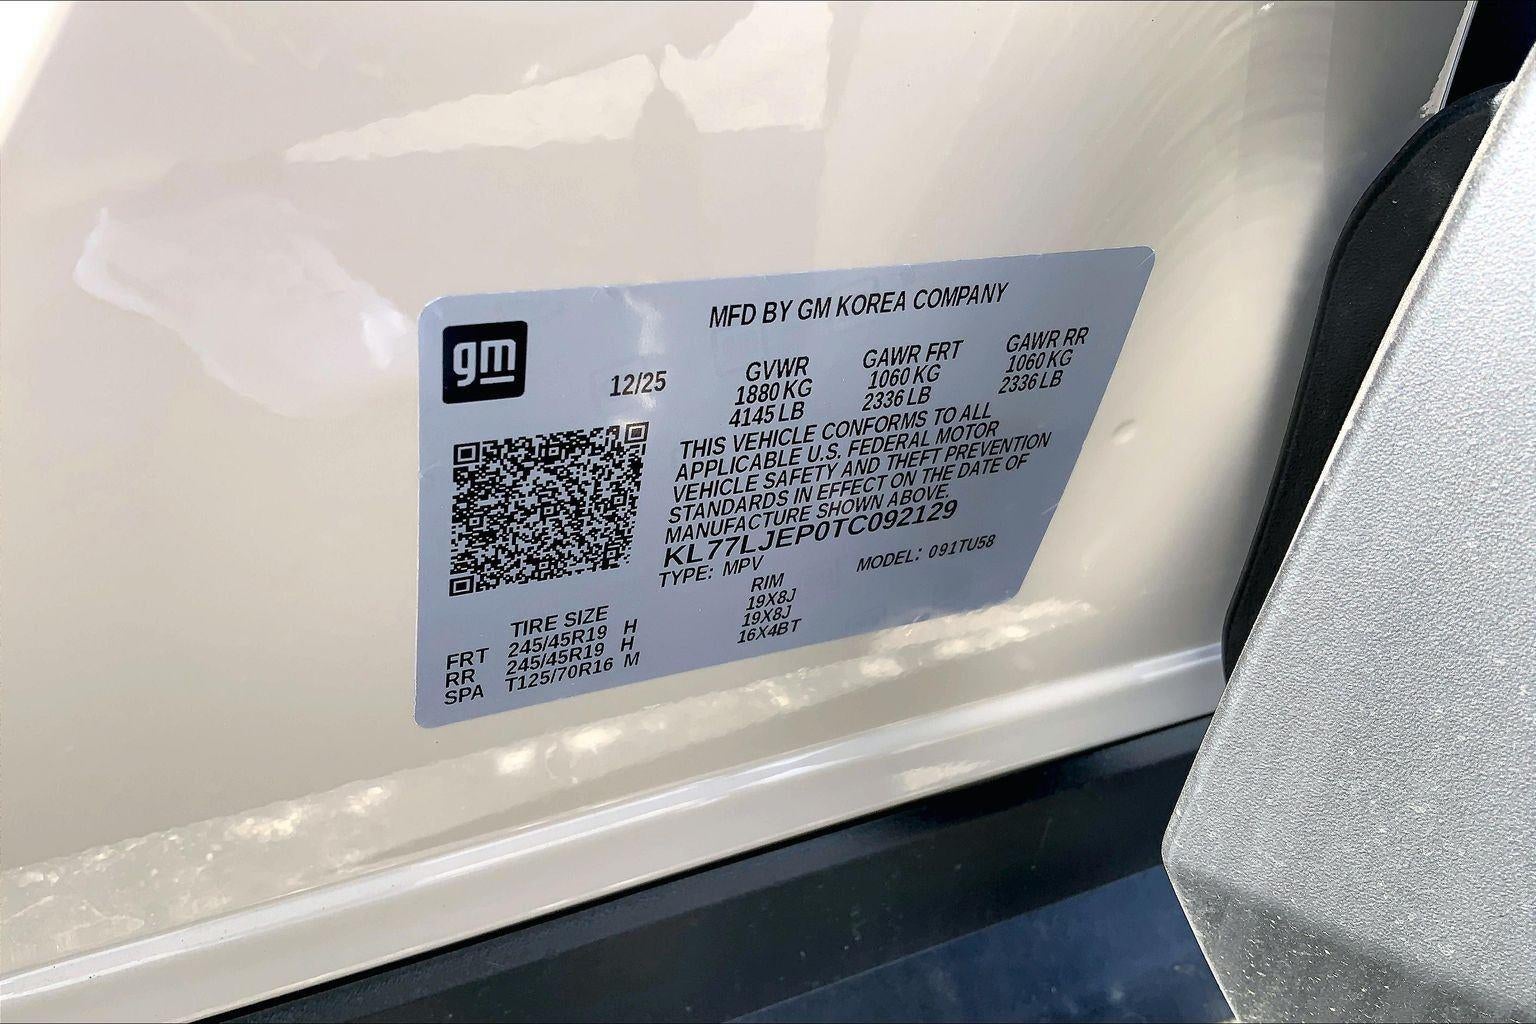 gm
MFD BY GM KOREA COMPANY
12/25
GVWR GAWR FRT GAWR RR
1880 KG 1060 KG 1060 KG
4145 LB 2336 LB 2336 LB
THIS VEHICLE CONFORMS TO ALL
APPLICABLE U.S. FEDERAL MOTOR
VEHICLE SAFETY AND THEFT PREVENTION
STANDARDS IN EFFECT ON THE DATE OF
MANUFACTURE SHOWN ABOVE.
KL77LJEP0TC092129
TYPE: MPV MODEL: 091TU58
TIRE SIZE RIM
FRT 245/45R19 H 19X8J
RR 245/45R19 H 19X8J
SPA T125/70R16 M 16X4BT